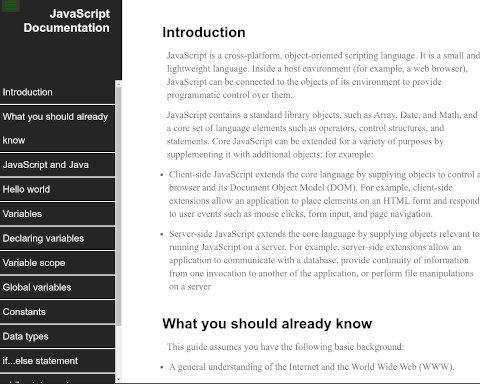 JavaScript
Documentation
Introduction
What you should already
know
JavaScript and Java
Hello world
Variables
Declaring variables
Variable scope
Global variables
Constants
Data types
if...else statement
Introduction
JavaScript is a cross-platform, object-oriented scripting language. It is a small and
lightweight language. Inside a host environment (for example, a web browser),
JavaScript can be connected to the objects of its environment to provide
programmatic control over them.
JavaScript contains a standard library of objects, such as Array, Date, and Math, and
a core set of language elements such as operators, control structures, and
statements. Core JavaScript can be extended for a variety of purposes by
supplementing it with additional objects; for example:
• Client-side JavaScript extends the core language by supplying objects to control a
browser and its Document Object Model (DOM). For example, client-side
extensions allow an application to place elements on an HTML form and respond
to user events such as mouse clicks, form input, and page navigation.
• Server-side JavaScript extends the core language by supplying objects relevant to
running JavaScript on a server. For example, server-side extensions allow an
application to communicate with a database, provide continuity of information
from one invocation to another of the application, or perform file manipulations
on a server
What you should already know
This guide assumes you have the following basic background:
• A general understanding of the Internet and the World Wide Web (WWW).